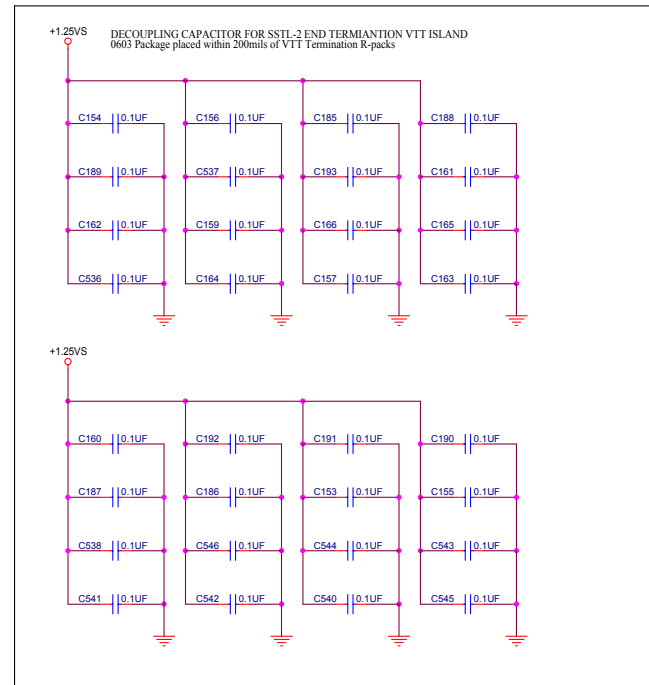 +1.25VS
DECOUPLING CAPACITOR FOR SSTL-2 END TERMIANTION VTT ISLAND
0603 Package placed within 200mils of VTT Termination R-packs
C154 0.1UF C156 0.1UF C185 0.1UF C188 0.1UF
C189 0.1UF C537 0.1UF C193 0.1UF C161 0.1UF
C162 0.1UF C159 0.1UF C166 0.1UF C165 0.1UF
C536 0.1UF C164 0.1UF C157 0.1UF C163 0.1UF
+1.25VS
C160 0.1UF C192 0.1UF C191 0.1UF C190 0.1UF
C187 0.1UF C186 0.1UF C153 0.1UF C155 0.1UF
C538 0.1UF C546 0.1UF C544 0.1UF C543 0.1UF
C541 0.1UF C542 0.1UF C540 0.1UF C545 0.1UF